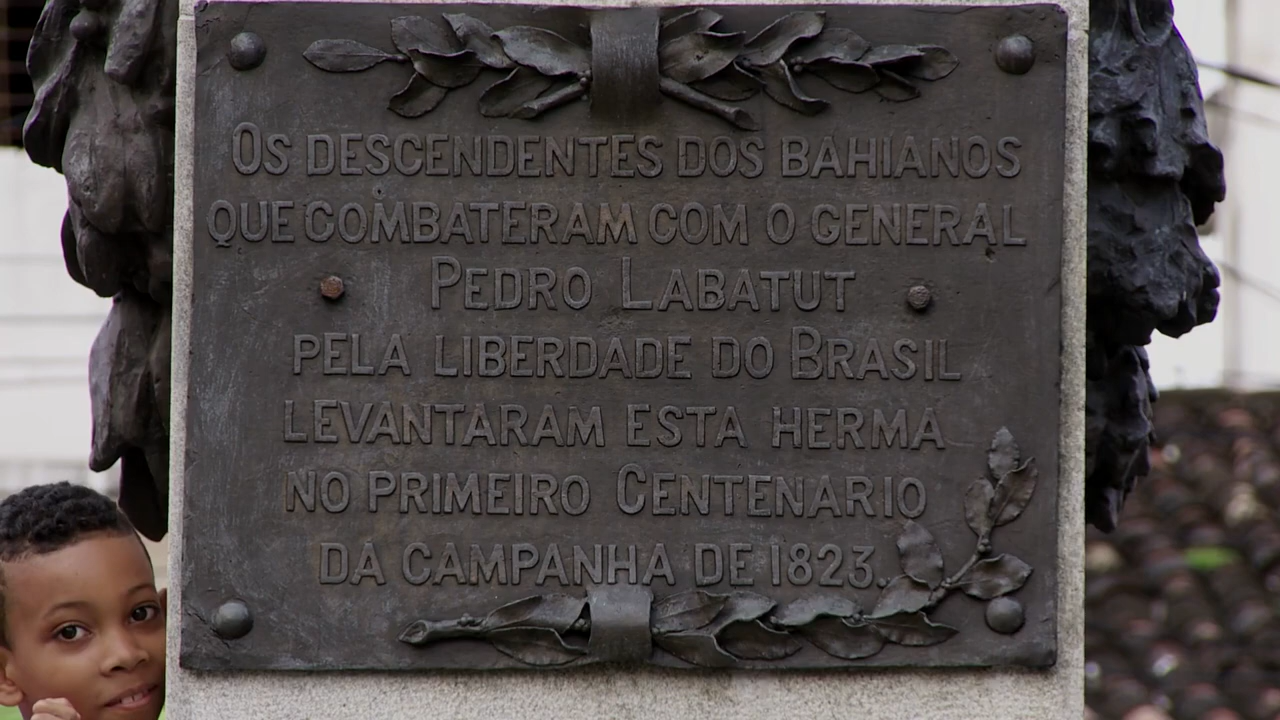 OS DESCENDENTES DOS BAHIANOS
QUE COMBATERAM COM O GENERAL
PEDRO LABATUT
PELA LIBERDADE DO BRASIL
LEVANTARAM ESTA HERMA
NO PRIMEIRO CENTENARIO
DA CAMPANHA DE 1823.